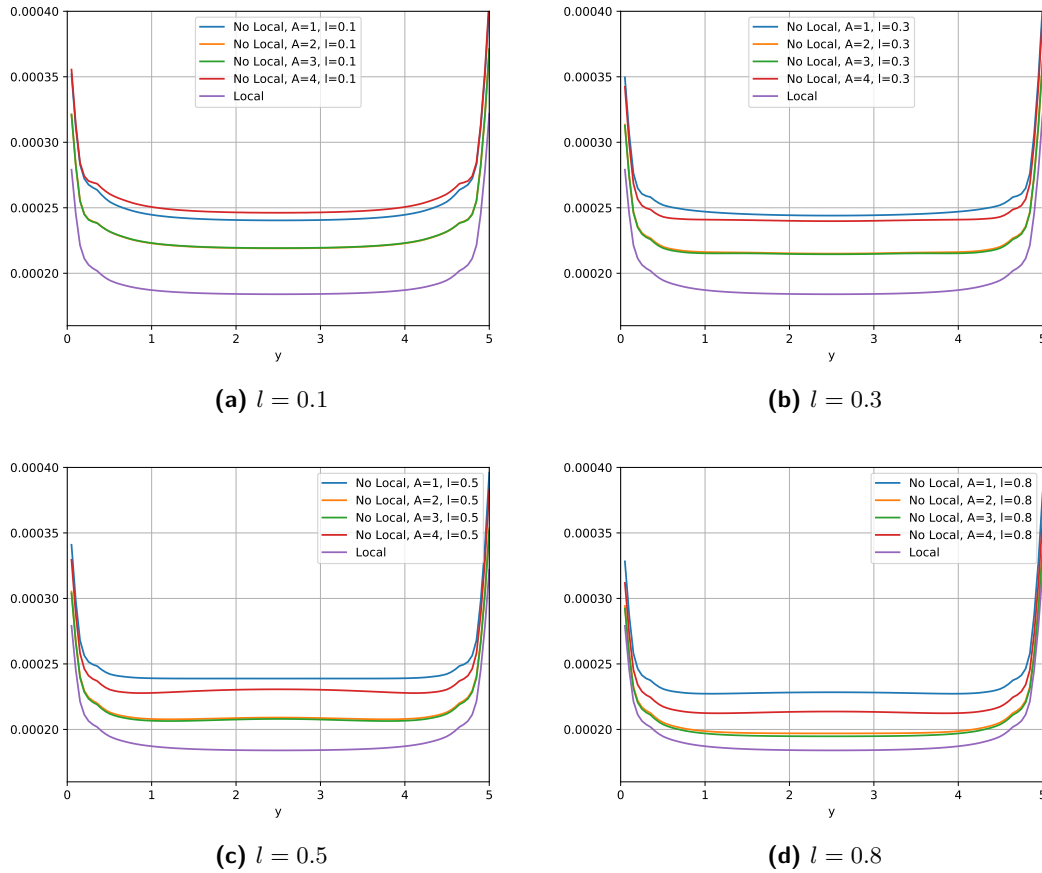 0.00040
0.00035
0.00030
0.00025
0.00020
0 1 2 3 4 5
y
No Local, A=1, l=0.1
No Local, A=2, l=0.1
No Local, A=3, l=0.1
No Local, A=4, l=0.1
Local
(a) l = 0.1
0.00040
0.00035
0.00030
0.00025
0.00020
0 1 2 3 4 5
y
No Local, A=1, l=0.3
No Local, A=2, l=0.3
No Local, A=3, l=0.3
No Local, A=4, l=0.3
Local
(b) l = 0.3
0.00040
0.00035
0.00030
0.00025
0.00020
0 1 2 3 4 5
y
No Local, A=1, l=0.5
No Local, A=2, l=0.5
No Local, A=3, l=0.5
No Local, A=4, l=0.5
Local
(c) l = 0.5
0.00040
0.00035
0.00030
0.00025
0.00020
0 1 2 3 4 5
y
No Local, A=1, l=0.8
No Local, A=2, l=0.8
No Local, A=3, l=0.8
No Local, A=4, l=0.8
Local
(d) l = 0.8